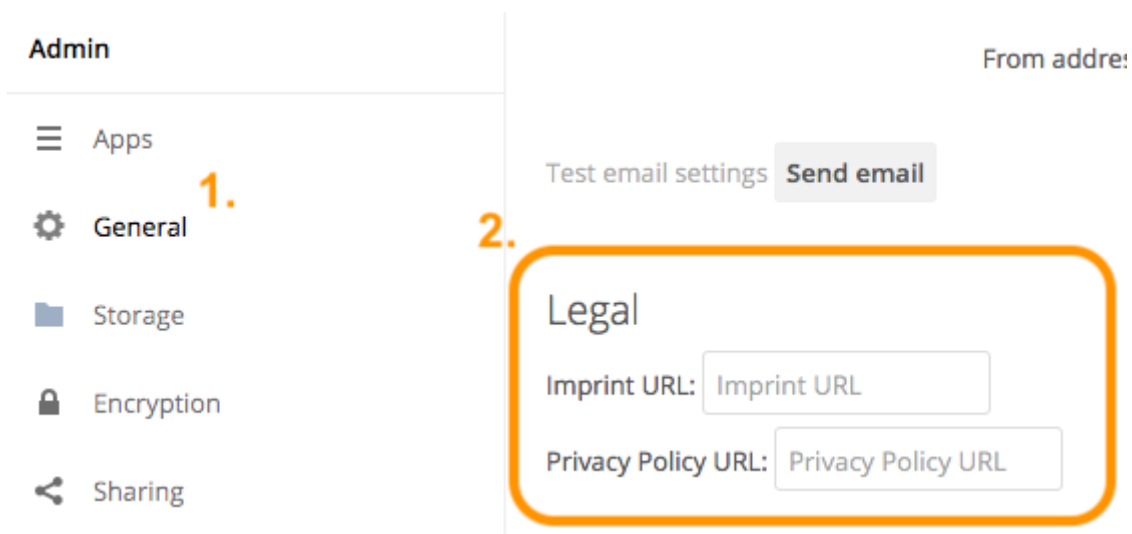 Admin
Apps
1.
General
Storage
Encryption
Sharing
From addres
Test email settings Send email
2.
Legal
Imprint URL: Imprint URL
Privacy Policy URL: Privacy Policy URL